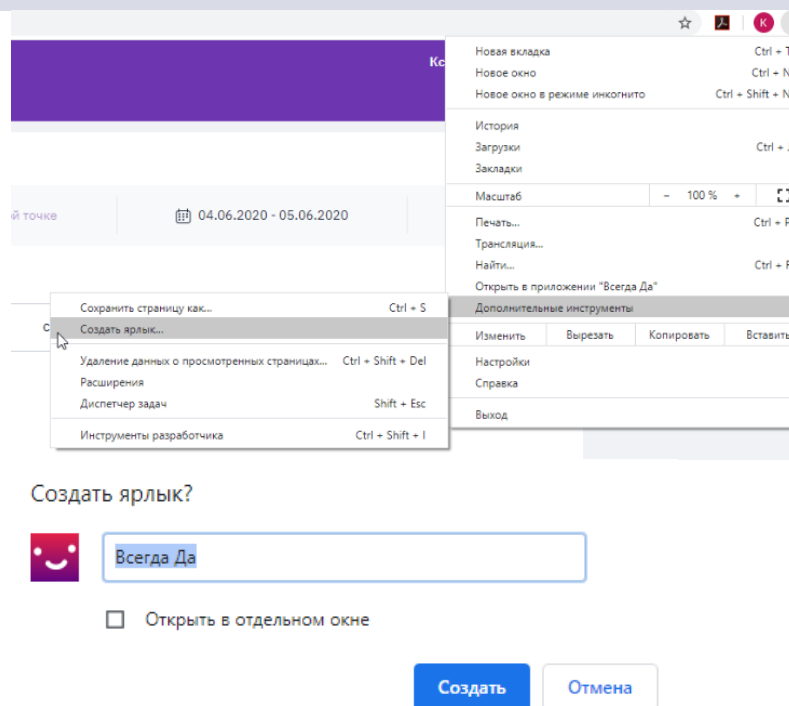 К
Кс
Новая вкладка Ctrl + T
Новое окно Ctrl + N
Новое окно в режиме инкогнито Ctrl + Shift + N
История
Загрузки Ctrl +
Закладки
Масштаб - 100 % +
Печать... Ctrl + P
Трансляция...
Найти... Ctrl + F
Открыть в приложении "Всегда Да"
Дополнительные инструменты
Изменить Вырезать Копировать Вставить
Настройки
Справка
Выход
й точке
04.06.2020 - 05.06.2020
Сохранить страницу как... Ctrl + S
Создать ярлык...
Удаление данных о просмотренных страницах... Ctrl + Shift + Del
Расширения
Диспетчер задач Shift + Esc
Инструменты разработчика Ctrl + Shift + I
Создать ярлык?
Всегда Да
Открыть в отдельном окне
Создать Отмена